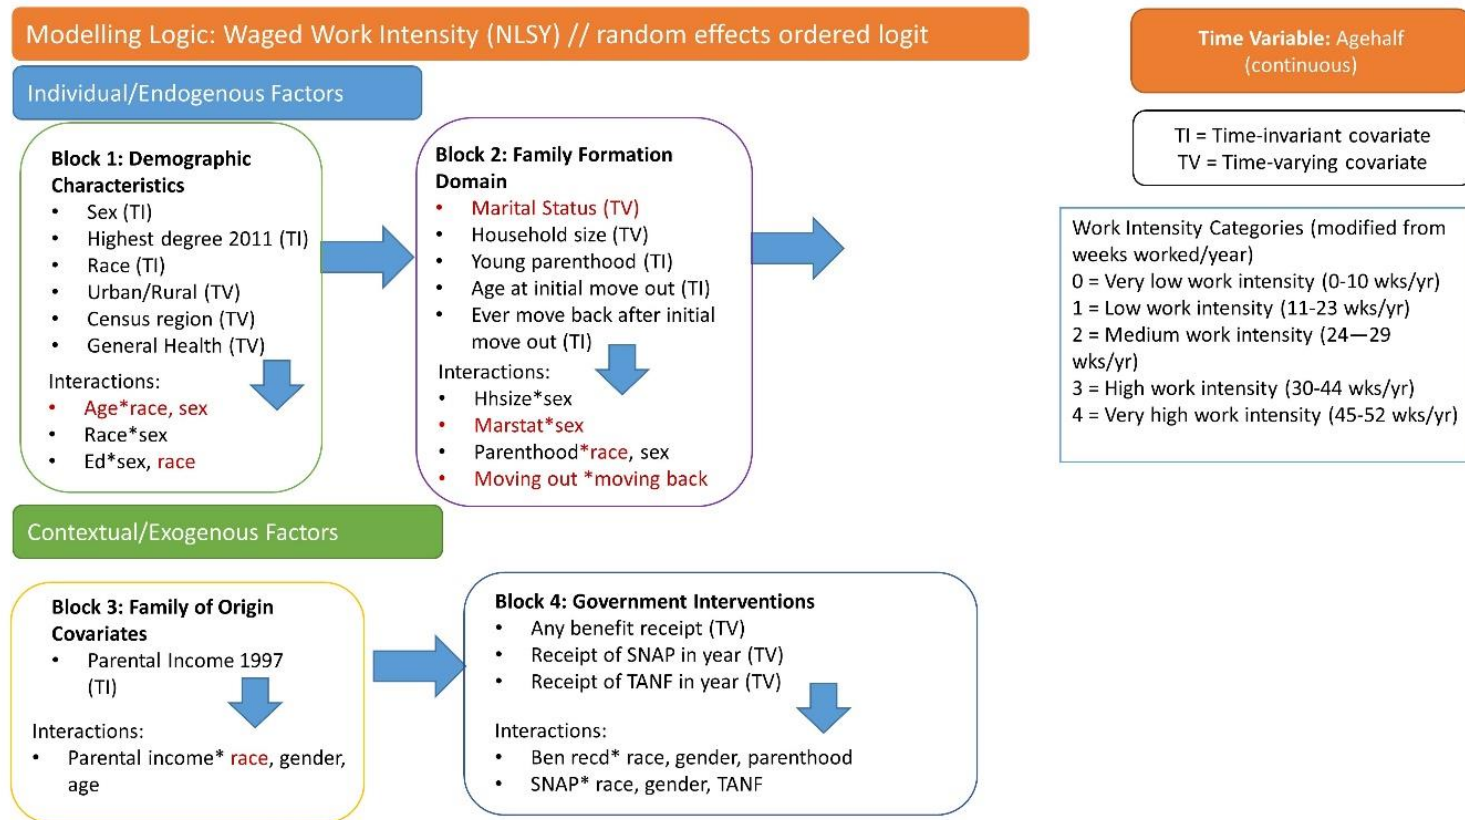 Modelling Logic: Waged Work Intensity (NLSY) // random effects ordered logit
Time Variable: Agehalf
(continuous)
Individual/Endogenous Factors
TI = Time-invariant covariate
TV = Time-varying covariate
Block 1: Demographic
Characteristics
• Sex (TI)
• Highest degree 2011 (TI)
• Race (TI)
• Urban/Rural (TV)
• Census region (TV)
• General Health (TV)
Interactions:
• Age*race, sex
• Race*sex
• Ed*sex, race
Block 2: Family Formation
Domain
• Marital Status (TV)
• Household size (TV)
• Young parenthood (TI)
• Age at initial move out (TI)
• Ever move back after initial
move out (TI)
Interactions:
• Hhsize*sex
• Marstat*sex
• Parenthood*race, sex
• Moving out *moving back
Work Intensity Categories (modified from
weeks worked/year)
0 = Very low work intensity (0-10 wks/yr)
1 = Low work intensity (11-23 wks/yr)
2 = Medium work intensity (24—29
wks/yr)
3 = High work intensity (30-44 wks/yr)
4 = Very high work intensity (45-52 wks/yr)
Contextual/Exogenous Factors
Block 3: Family of Origin
Covariates
• Parental Income 1997
(TI)
Interactions:
• Parental income* race, gender,
age
Block 4: Government Interventions
• Any benefit receipt (TV)
• Receipt of SNAP in year (TV)
• Receipt of TANF in year (TV)
Interactions:
• Ben recd* race, gender, parenthood
• SNAP* race, gender, TANF